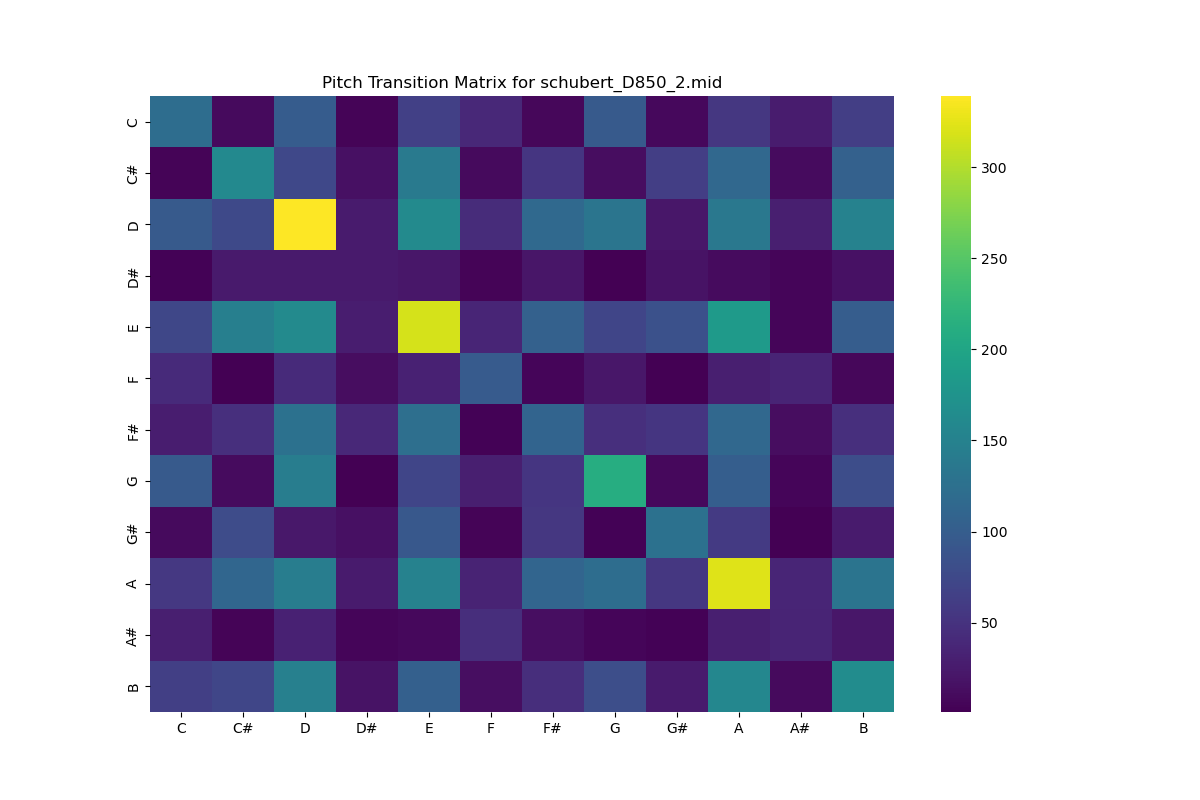 Pitch Transition Matrix for schubert_D850_2.mid
C
C#
D
D#
E
F
F#
G
G#
A
A#
B
C C# D D# E F F# G G# A A# B
300
250
200
150
100
50